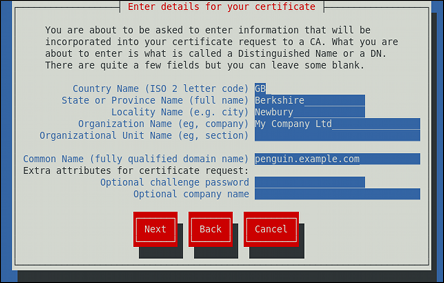 Enter details for your certificate
You are about to be asked to enter information that will be
incorporated into your certificate request to a CA. What you are
about to enter is what is called a Distinguished Name or a DN.
There are quite a few fields but you can leave some blank.
Country Name (ISO 2 letter code) GB
State or Province Name (full name) Berkshire
Locality Name (e.g. city) Newbury
Organization Name (eg, company) My Company Ltd
Organizational Unit Name (eg, section)
Common Name (fully qualified domain name) penguin.example.com
Extra attributes for certificate request:
Optional challenge password
Optional company name
Next Back Cancel